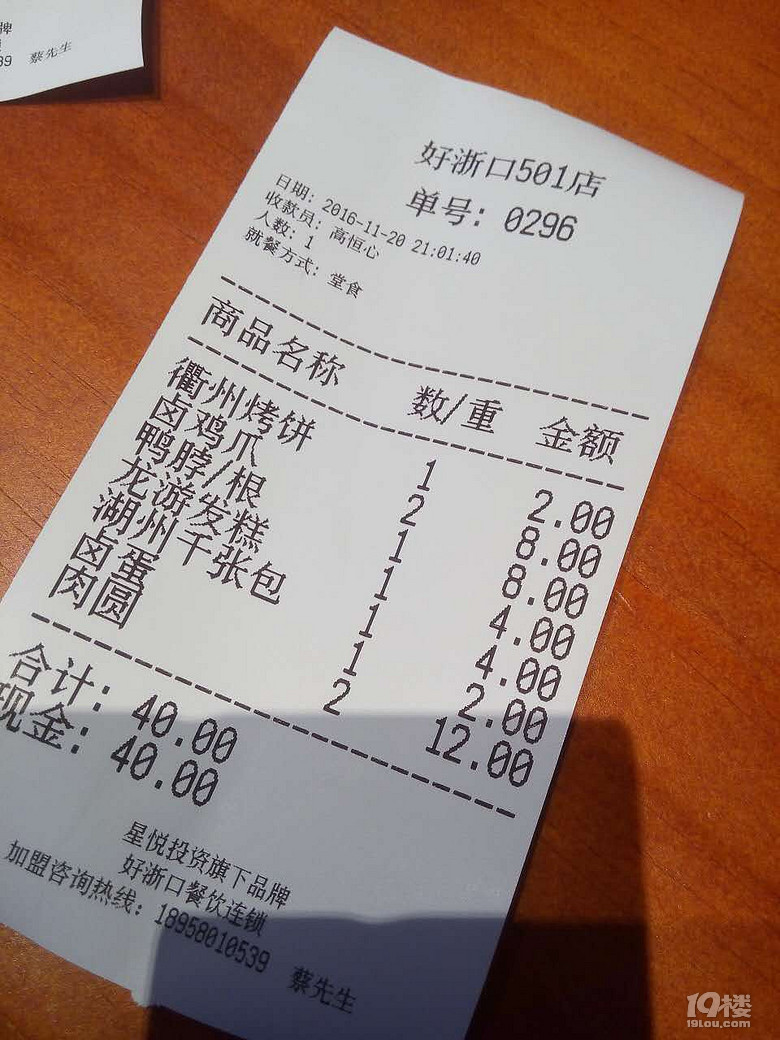 牌
39 蔡先生
好浙口501店
单号: 0296
日期: 2016-11-20 21:01:40
收款员: 高恒心
人数: 1
就餐方式: 堂食
商品名称 数/重 金额
衢州烤饼 1 2.00
卤鸡爪 2 8.00
鸭脖/根 1 8.00
龙游发糕 1 4.00
湖州千张包 1 4.00
卤蛋 1 2.00
肉圆 2 12.00
合计: 40.00
现金: 40.00
星悦投资旗下品牌
好浙口餐饮连锁
加盟咨询热线: 18958010539 蔡先生
19楼
19lou.com